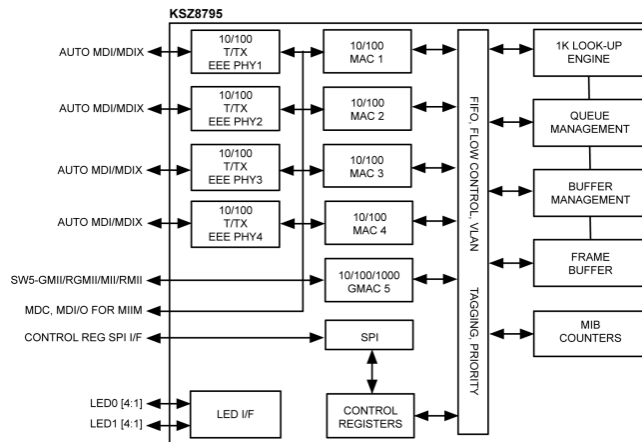 KSZ8795
AUTO MDI/MDIX
10/100
T/TX
EEE PHY1
10/100
MAC 1
1K LOOK-UP
ENGINE
AUTO MDI/MDIX
10/100
T/TX
EEE PHY2
10/100
MAC 2
QUEUE
MANAGEMENT
AUTO MDI/MDIX
10/100
T/TX
EEE PHY3
10/100
MAC 3
BUFFER
MANAGEMENT
AUTO MDI/MDIX
10/100
T/TX
EEE PHY4
10/100
MAC 4
FRAME
BUFFER
FIFO, FLOW CONTROL, VLAN TAGGING, PRIORITY
SW5-GMII/RGMII/MII/RMII
10/100/1000
GMAC 5
MDC, MDI/O FOR MIIM
CONTROL REG SPI I/F
SPI
MIB
COUNTERS
LED0 [4:1]
LED1 [4:1]
LED I/F
CONTROL
REGISTERS